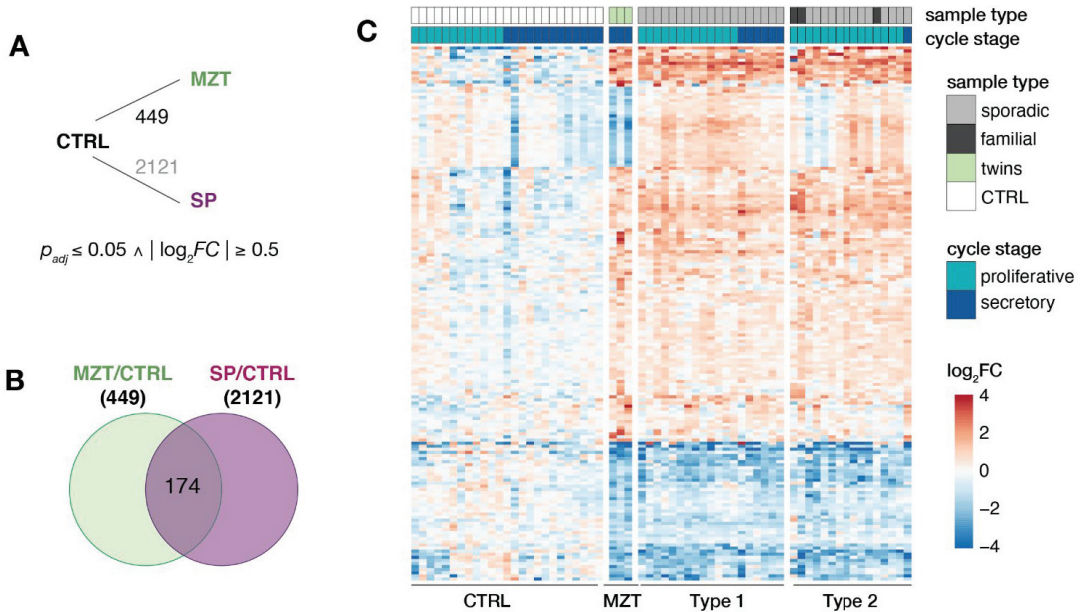 A
MZT
449
CTRL
2121
SP
p_adj ≤ 0.05 ∧ | log₂FC | ≥ 0.5
B
MZT/CTRL
(449)
SP/CTRL
(2121)
174
C
sample type
cycle stage
sample type
sporadic
familial
twins
CTRL
cycle stage
proliferative
secretory
log₂FC
4
2
0
−2
−4
CTRL
MZT
Type 1
Type 2